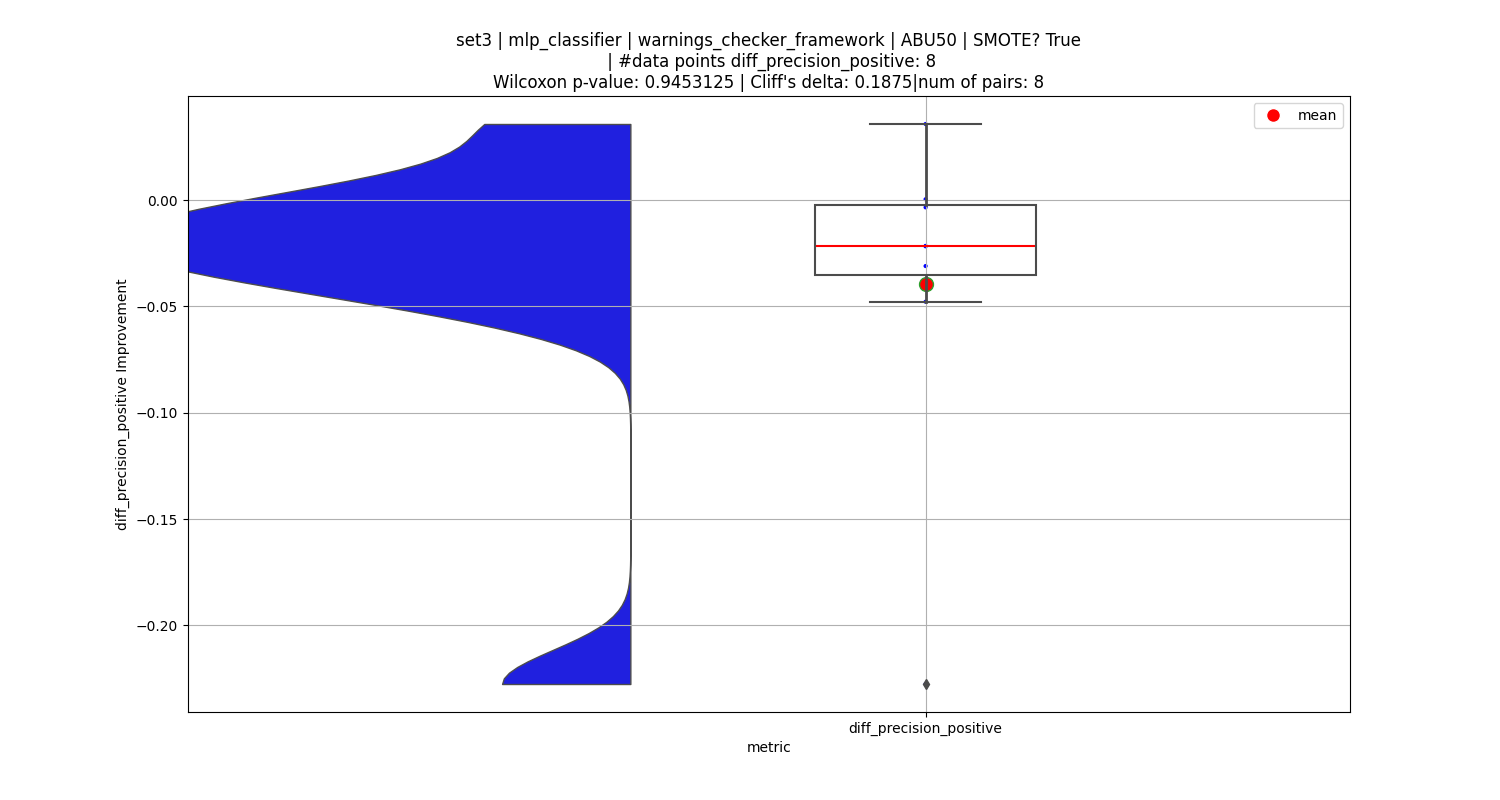 set3 | mlp_classifier | warnings_checker_framework | ABU50 | SMOTE? True
| #data points diff_precision_positive: 8
Wilcoxon p-value: 0.9453125 | Cliff's delta: 0.1875|num of pairs: 8
mean
0.00
−0.05
−0.10
−0.15
−0.20
diff_precision_positive Improvement
diff_precision_positive
metric